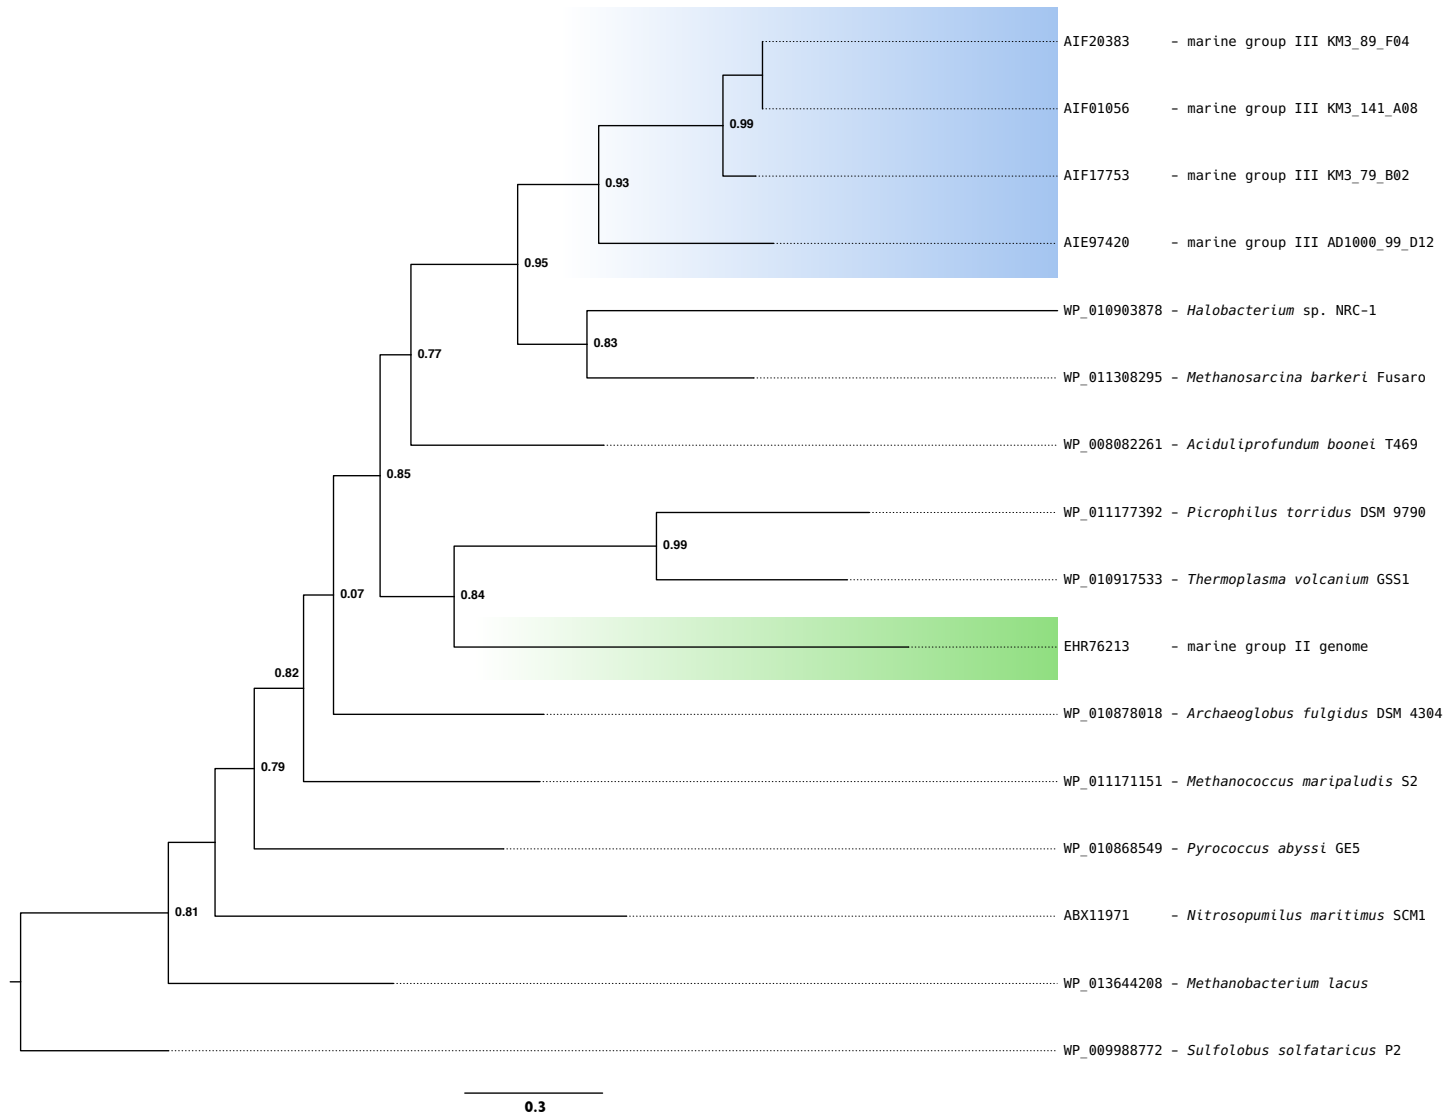 AIF20383 – marine group III KM3_89_F04
AIF01056 – marine group III KM3_141_A08
0.99
AIF17753 – marine group III KM3_79_B02
0.93
AIE97420 – marine group III AD1000_99_D12
0.95
WP_010903878 – Halobacterium sp. NRC-1
0.83
0.77
WP_011308295 – Methanosarcina barkeri Fusaro
WP_008082261 – Aciduliprofundum boonei T469
0.85
WP_011177392 – Picrophilus torridus DSM 9790
0.99
WP_010917533 – Thermoplasma volcanium GSS1
0.07
0.84
EHR76213 – marine group II genome
0.82
WP_010878018 – Archaeoglobus fulgidus DSM 4304
0.79
WP_011171151 – Methanococcus maripaludis S2
WP_010868549 – Pyrococcus abyssi GE5
0.81
ABX11971 – Nitrosopumilus maritimus SCM1
WP_013644208 – Methanobacterium lacus
WP_009988772 – Sulfolobus solfataricus P2
0.3